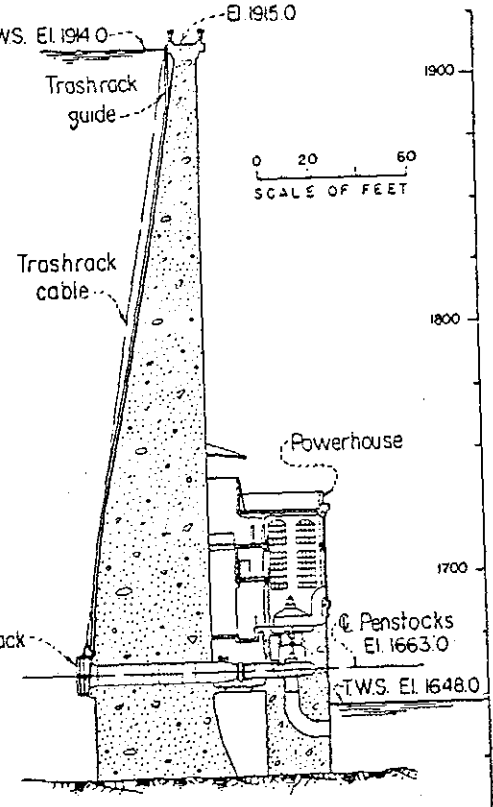 W.S. El. 1914.0
El. 1915.0
1900
Trashrack
guide
0 20 60
SCALE OF FEET
Trashrack
cable
1800
Powerhouse
1700
℄ Penstocks
El. 1663.0
T.W.S. El. 1648.0